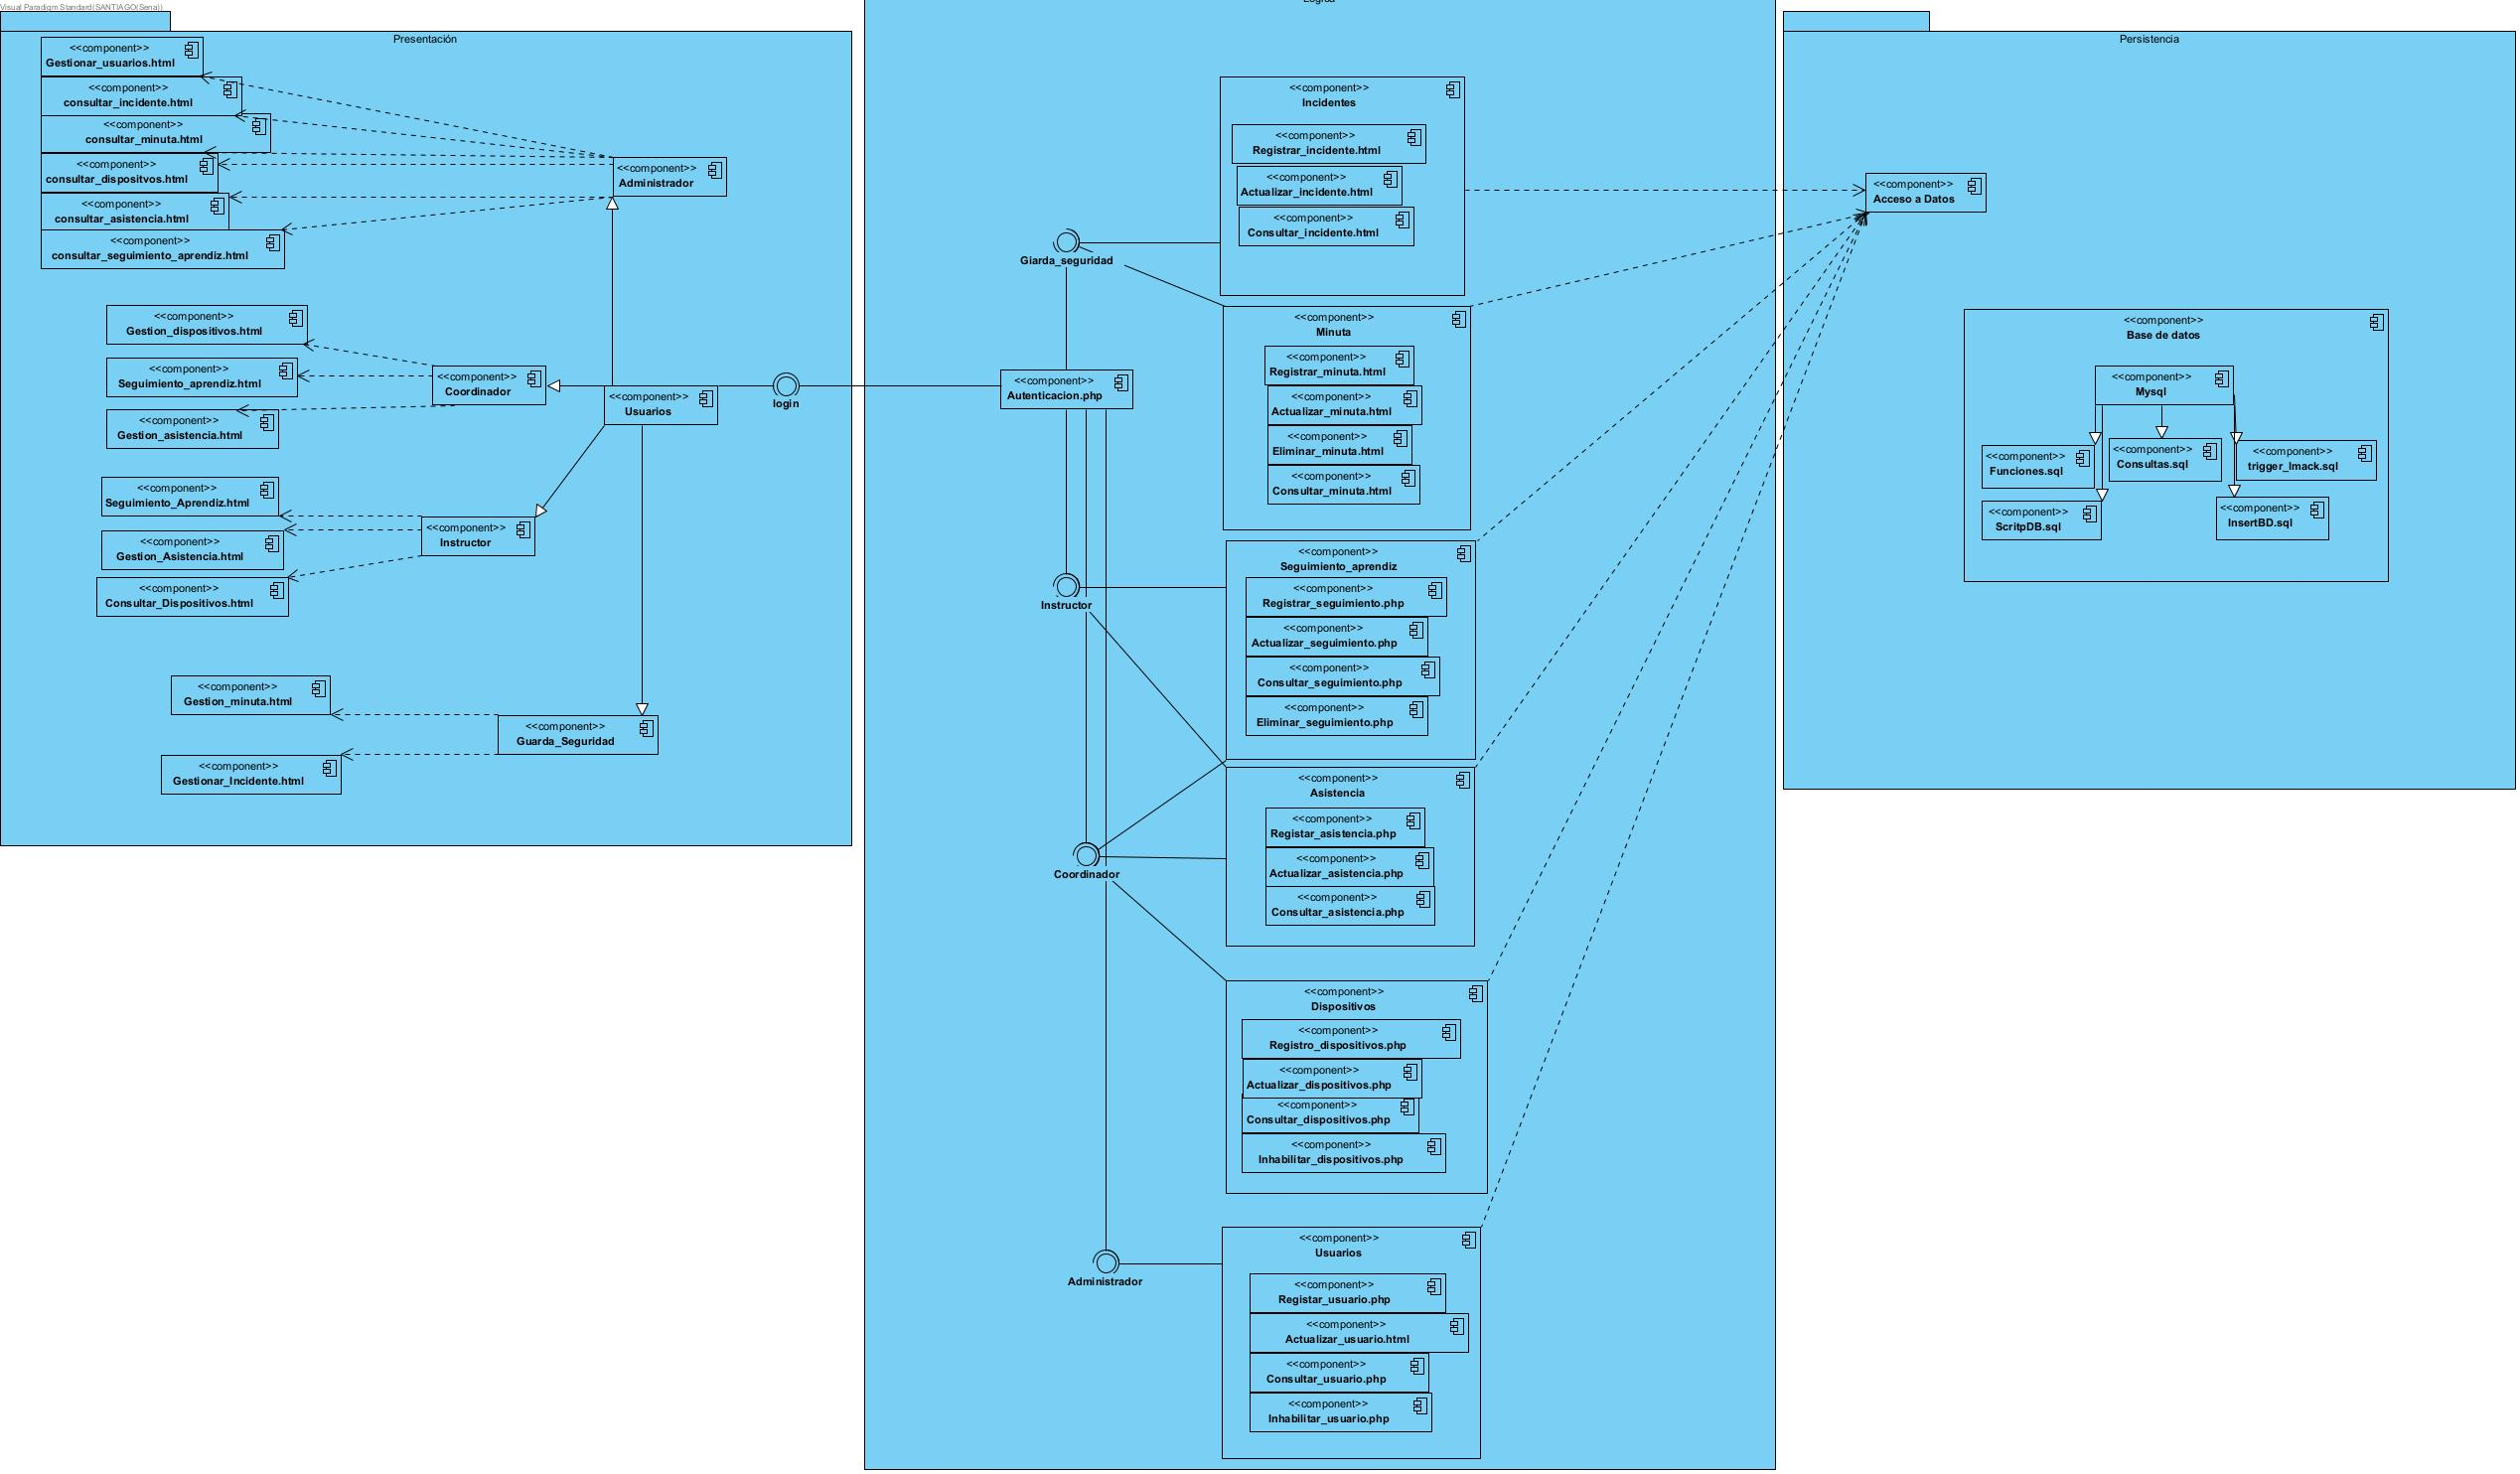 Visual Paradigm Standard(SANTIAGO(Sena))
Presentación
<<component>>
Gestionar_usuarios.html
<<component>>
consultar_incidente.html
<<component>>
consultar_minuta.html
<<component>>
consultar_dispositvos.html
<<component>>
consultar_asistencia.html
<<component>>
consultar_seguimiento_aprendiz.html
<<component>>
Administrador
<<component>>
Gestion_dispositivos.html
<<component>>
Seguimiento_aprendiz.html
<<component>>
Gestion_asistencia.html
<<component>>
Coordinador
<<component>>
Usuarios
login
<<component>>
Seguimiento_Aprendiz.html
<<component>>
Gestion_Asistencia.html
<<component>>
Consultar_Dispositivos.html
<<component>>
Instructor
<<component>>
Gestion_minuta.html
<<component>>
Gestionar_Incidente.html
<<component>>
Guarda_Seguridad
Logica
<<component>>
Incidentes
<<component>>
Registrar_incidente.html
<<component>>
Actualizar_incidente.html
<<component>>
Consultar_incidente.html
Giarda_seguridad
<<component>>
Minuta
<<component>>
Registrar_minuta.html
<<component>>
Actualizar_minuta.html
<<component>>
Eliminar_minuta.html
<<component>>
Consultar_minuta.html
<<component>>
Autenticacion.php
<<component>>
Seguimiento_aprendiz
<<component>>
Registrar_seguimiento.php
<<component>>
Actualizar_seguimiento.php
<<component>>
Consultar_seguimiento.php
<<component>>
Eliminar_seguimiento.php
Instructor
<<component>>
Asistencia
<<component>>
Registar_asistencia.php
<<component>>
Actualizar_asistencia.php
<<component>>
Consultar_asistencia.php
Coordinador
<<component>>
Dispositivos
<<component>>
Registro_dispositivos.php
<<component>>
Actualizar_dispositivos.php
<<component>>
Consultar_dispositivos.php
<<component>>
Inhabilitar_dispositivos.php
Administrador
<<component>>
Usuarios
<<component>>
Registar_usuario.php
<<component>>
Actualizar_usuario.html
<<component>>
Consultar_usuario.php
<<component>>
Inhabilitar_usuario.php
Persistencia
<<component>>
Acceso a Datos
<<component>>
Base de datos
<<component>>
Mysql
<<component>>
Funciones.sql
<<component>>
Consultas.sql
<<component>>
trigger_Imack.sql
<<component>>
ScritpDB.sql
<<component>>
InsertBD.sql